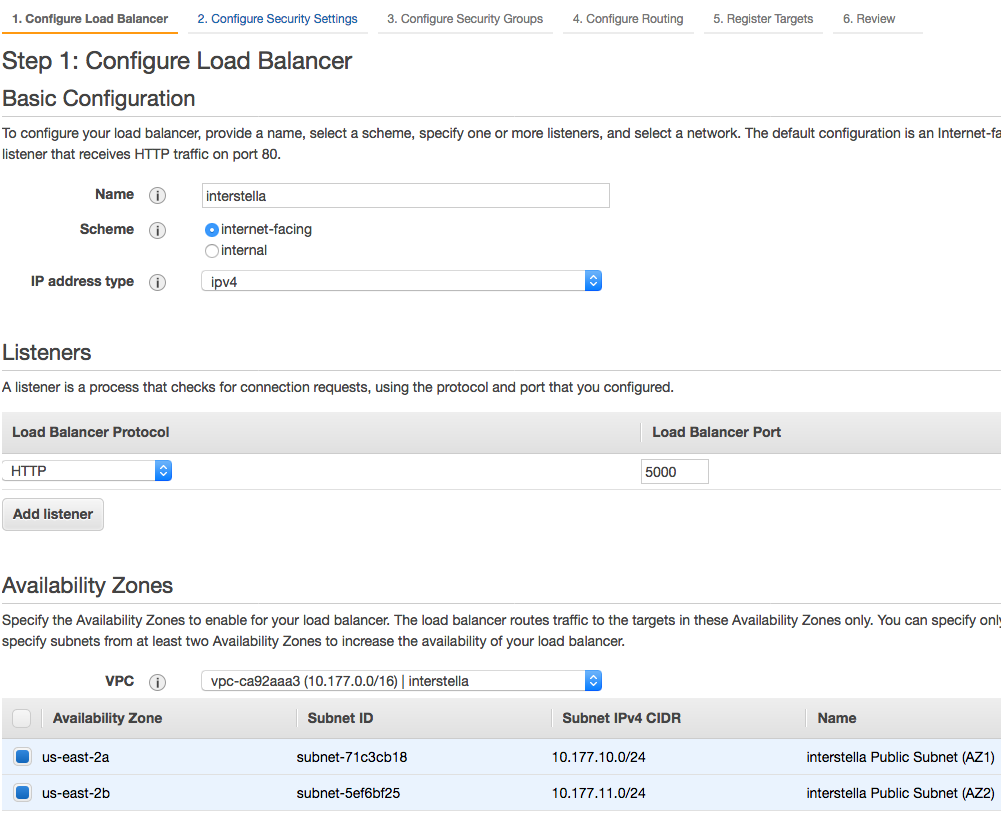 1. Configure Load Balancer 2. Configure Security Settings 3. Configure Security Groups 4. Configure Routing 5. Register Targets 6. Review
Step 1: Configure Load Balancer
Basic Configuration
To configure your load balancer, provide a name, select a scheme, specify one or more listeners, and select a network. The default configuration is an Internet-fa
listener that receives HTTP traffic on port 80.
Name i interstella
Scheme i internet-facing
internal
IP address type i ipv4
Listeners
A listener is a process that checks for connection requests, using the protocol and port that you configured.
Load Balancer Protocol Load Balancer Port
HTTP 5000
Add listener
Availability Zones
Specify the Availability Zones to enable for your load balancer. The load balancer routes traffic to the targets in these Availability Zones only. You can specify only
specify subnets from at least two Availability Zones to increase the availability of your load balancer.
VPC i vpc-ca92aaa3 (10.177.0.0/16) | interstella
Availability Zone Subnet ID Subnet IPv4 CIDR Name
us-east-2a subnet-71c3cb18 10.177.10.0/24 interstella Public Subnet (AZ1)
us-east-2b subnet-5ef6bf25 10.177.11.0/24 interstella Public Subnet (AZ2)